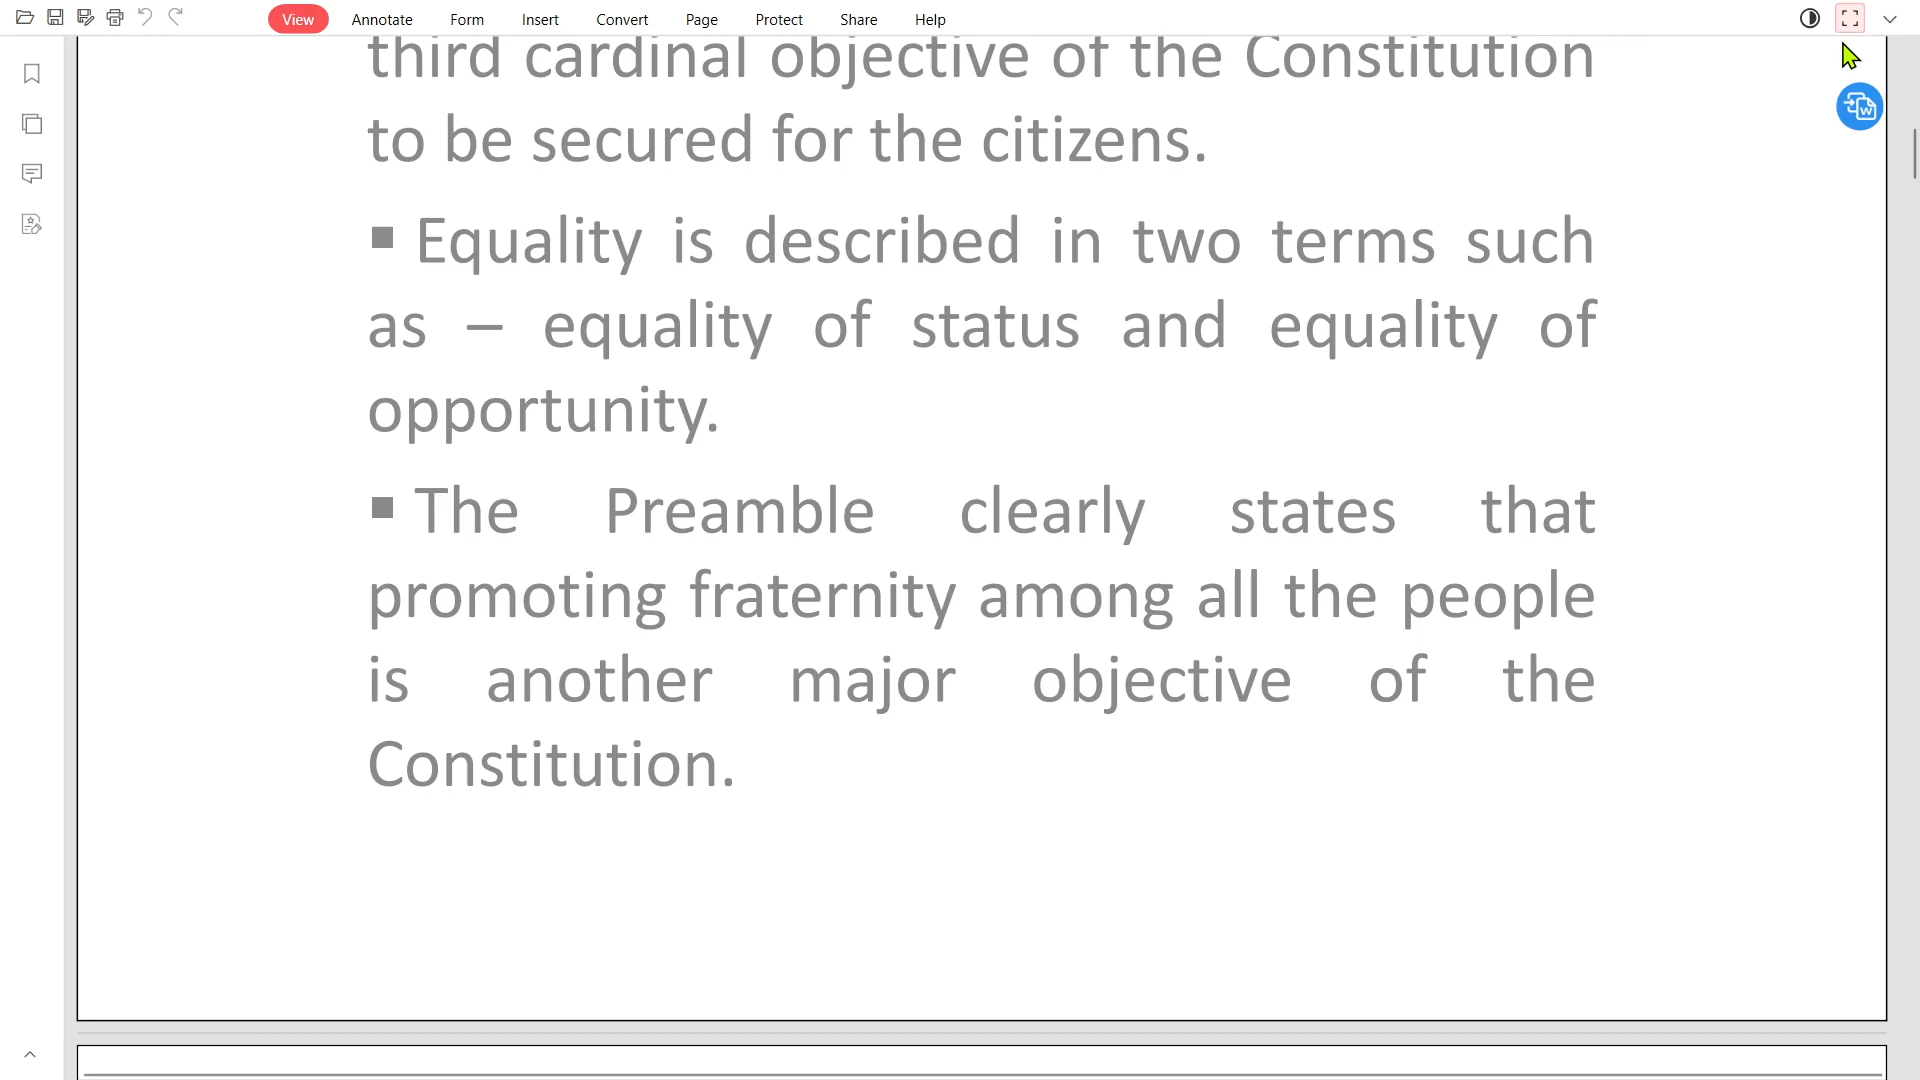 View Annotate Form Insert Convert Page Protect Share Help
third cardinal objective of the Constitution
to be secured for the citizens.
▪ Equality is described in two terms such
as – equality of status and equality of
opportunity.
▪ The Preamble clearly states that
promoting fraternity among all the people
is another major objective of the
Constitution.